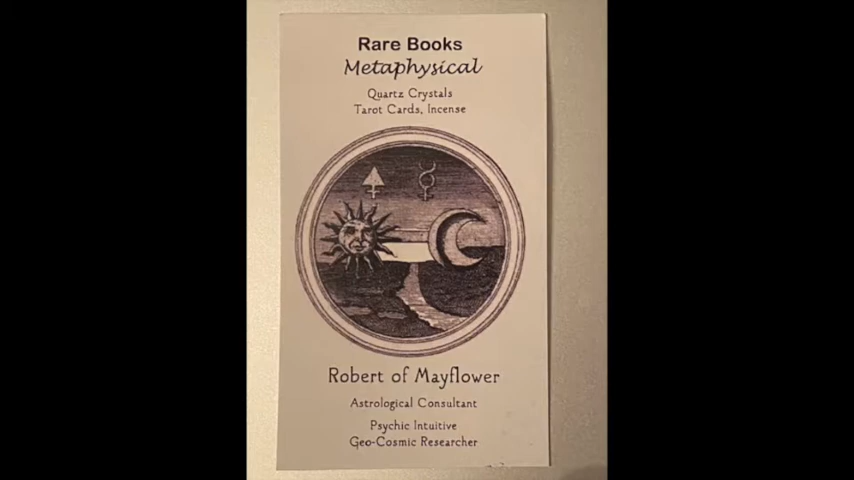 Rare Books
Metaphysical
Quartz Crystals
Tarot Cards, Incense
Robert of Mayflower
Astrological Consultant
Psychic Intuitive
Geo-Cosmic Researcher